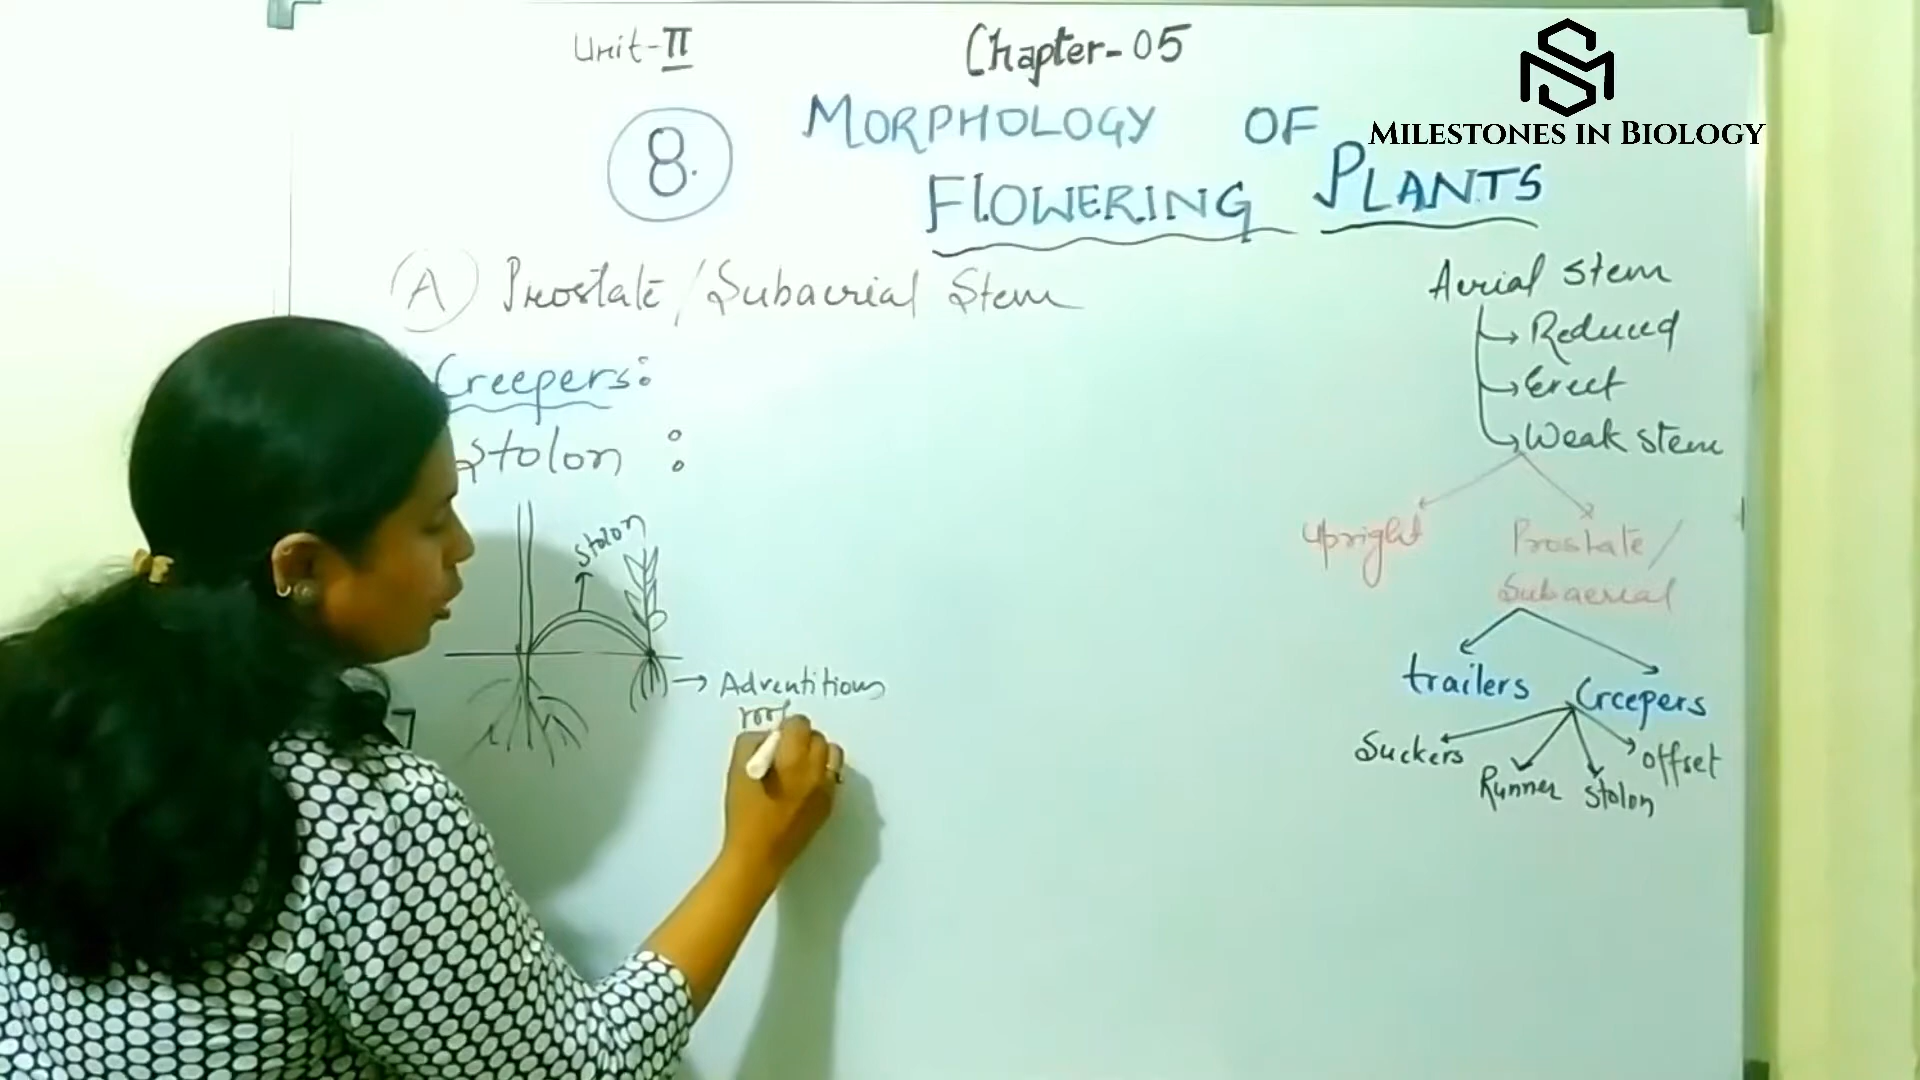 Unit-II
Chapter-05
8.
MORPHOLOGY OF
FLOWERING PLANTS
MILESTONES IN BIOLOGY
A Prostate/Subaerial Stem
Creepers:
Stolon :
Stolon
→ Adventitious
root
Aerial Stem
→ Reduced
→ Erect
→ Weak stem
Upright
Prostate/
Subaerial
trailers
Creepers
Suckers
Runner
Stolon
offset